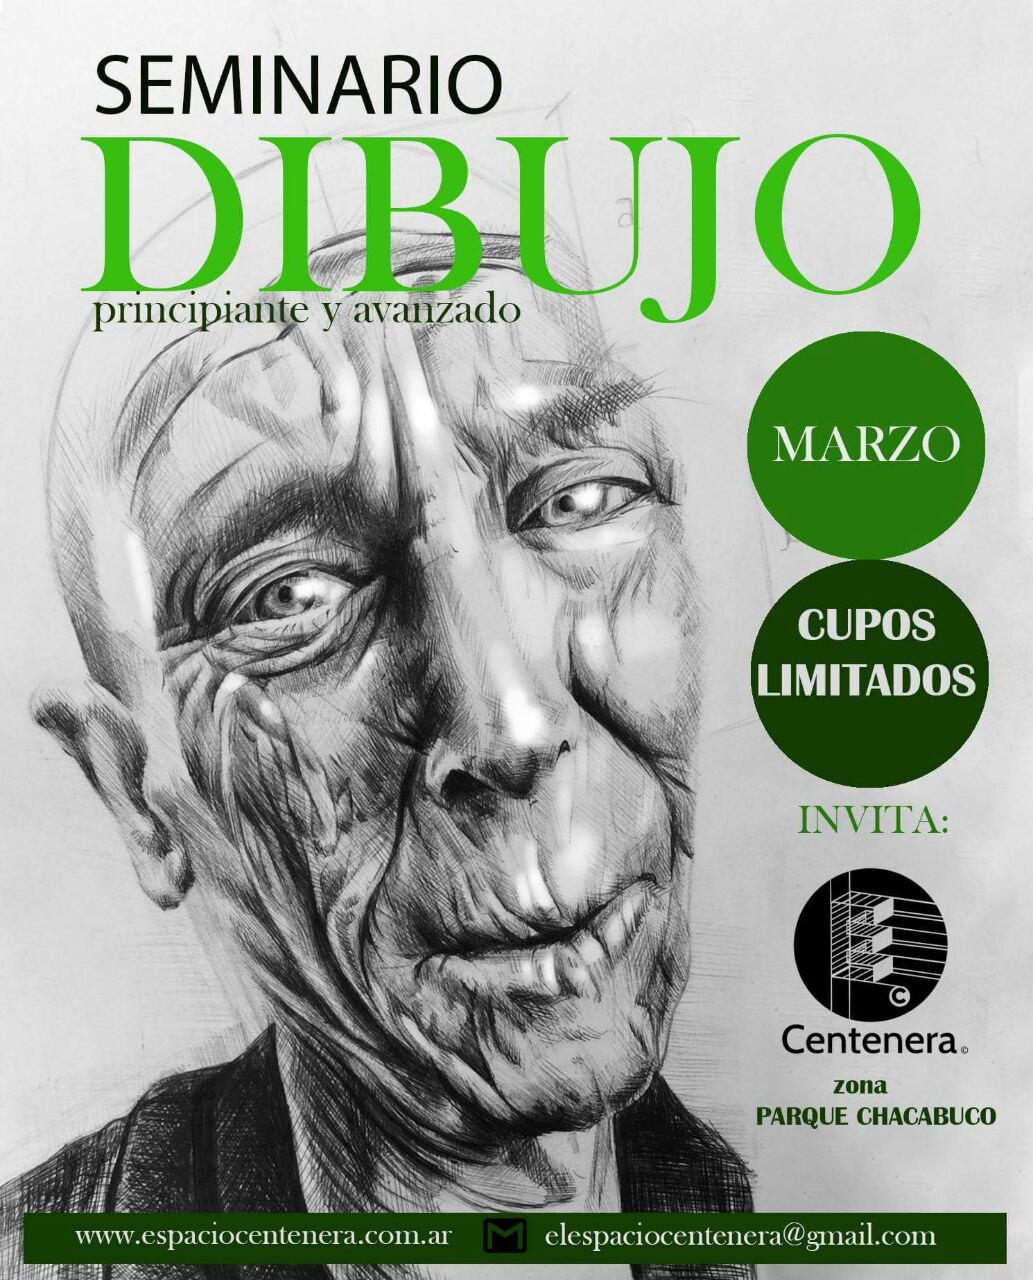 SEMINARIO
DIBUJO
principiante y avanzado
MARZO
CUPOS
LIMITADOS
INVITA:
©
Centenera©
zona
PARQUE CHACABUCO
www.espaciocentenera.com.ar
elespaciocentenera@gmail.com